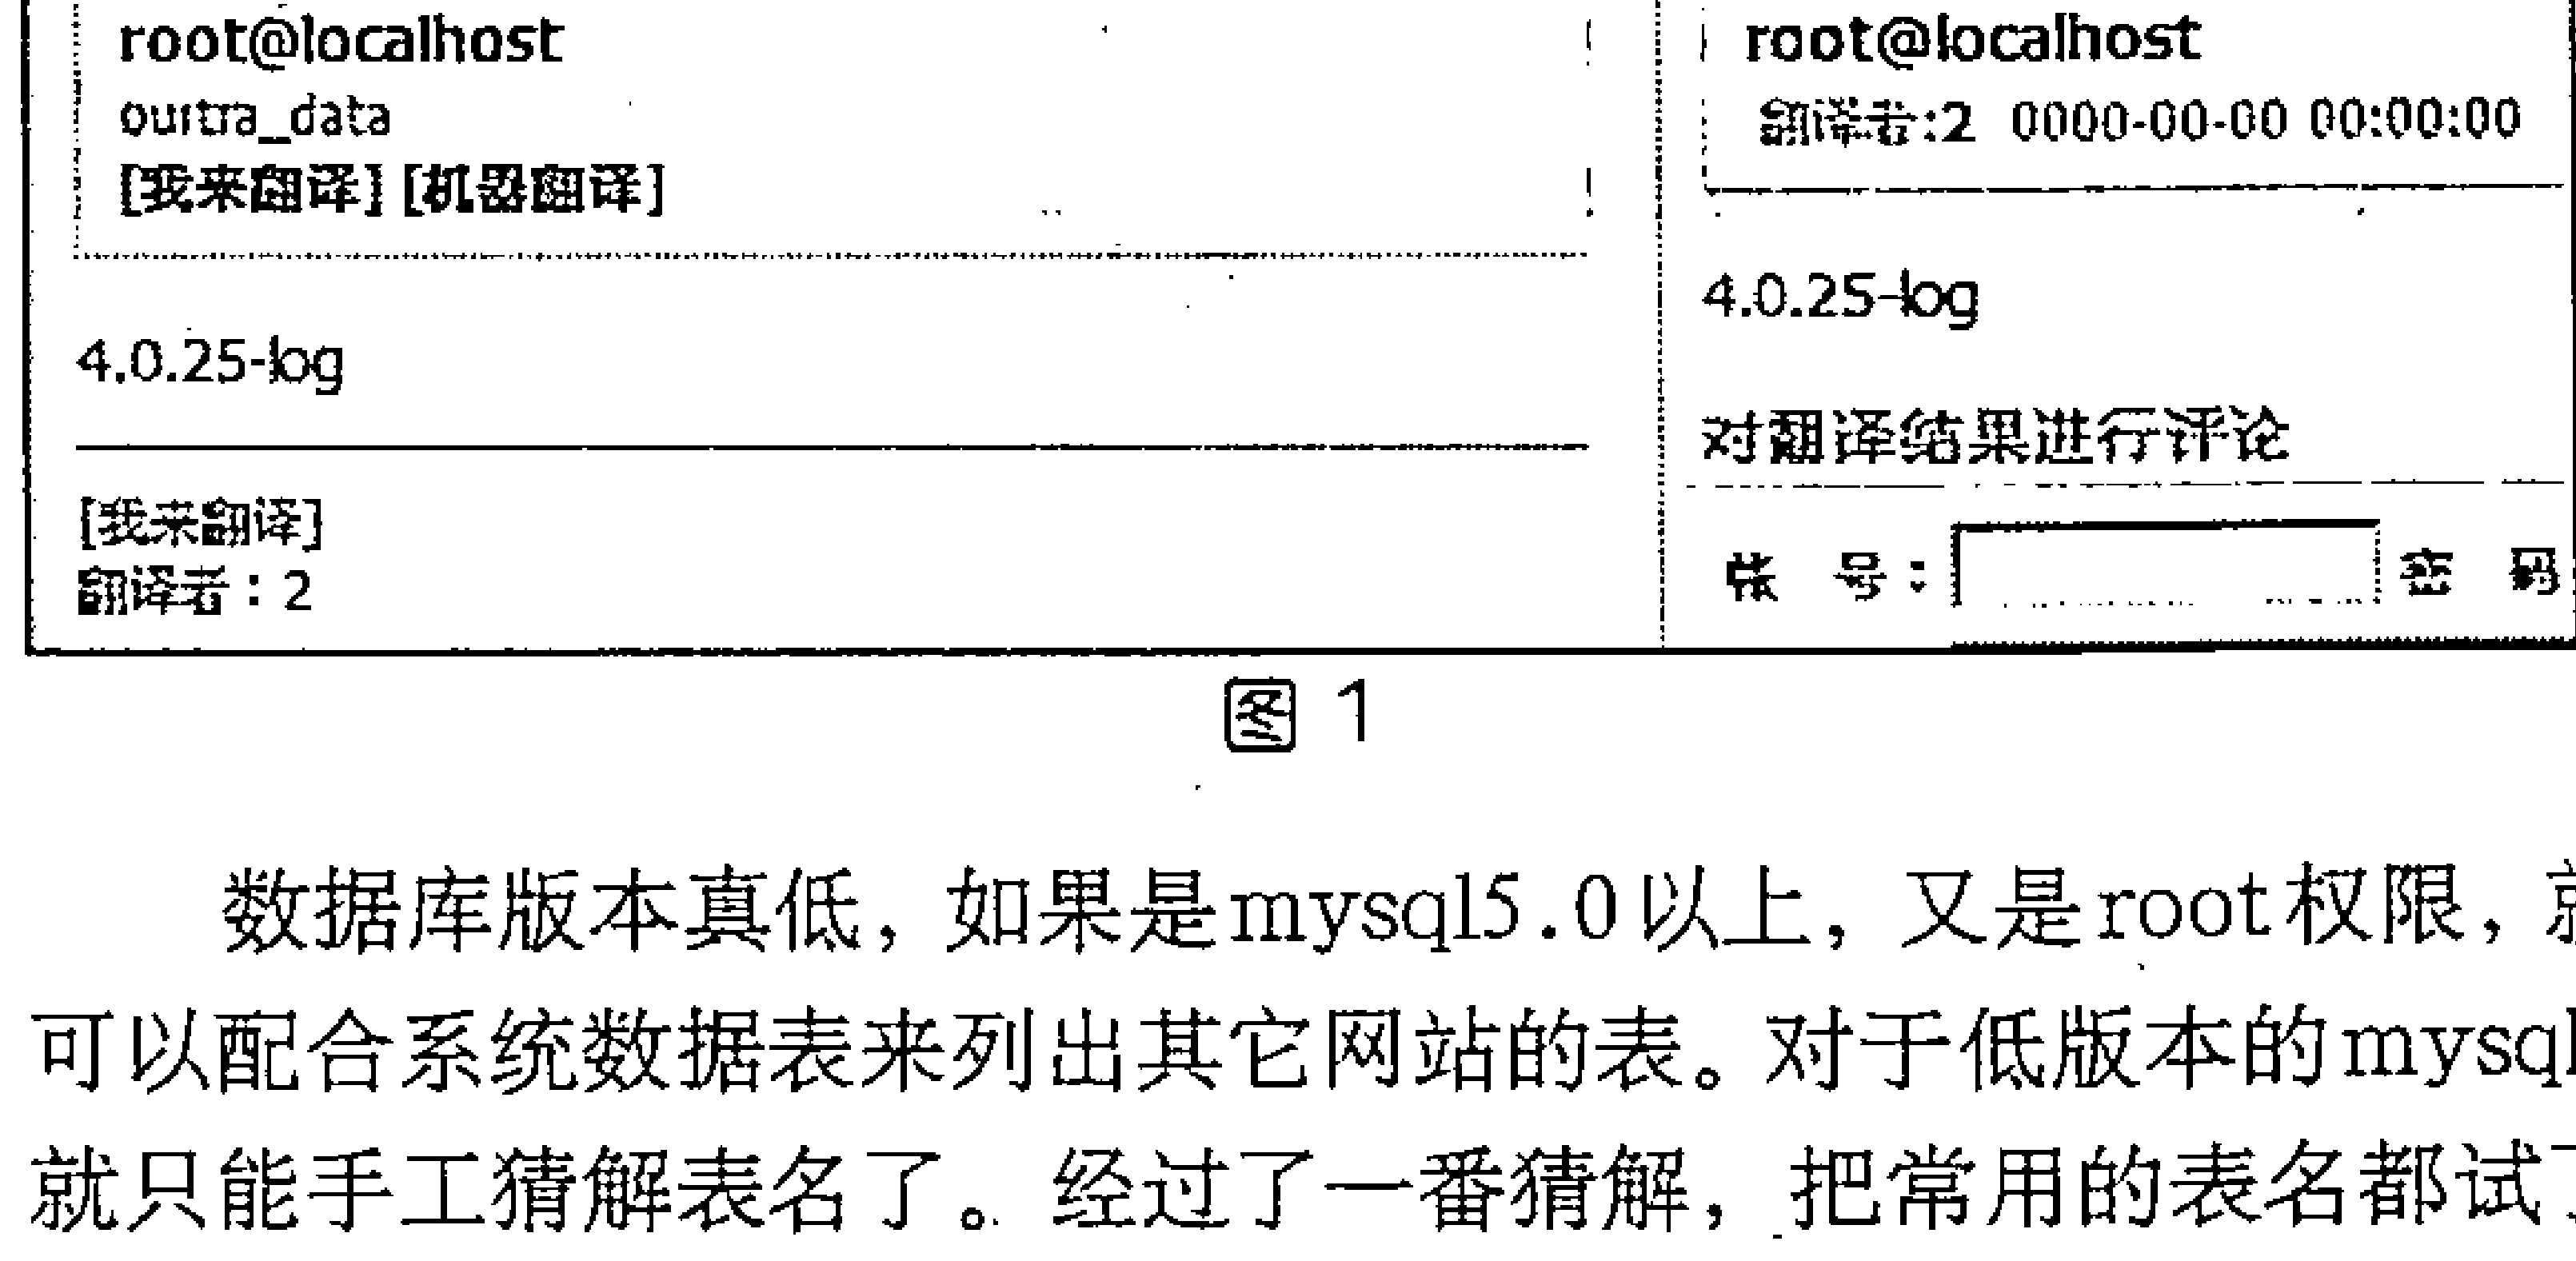 root@localhost
ourtra_data
[我来翻译] [机器翻译]
4.0.25-log
[我来翻译]
翻译者：2
root@localhost
翻译者:2 0000-00-00 00:00:00
4.0.25-log
对翻译结果进行评论
帐 号：
密 码
图 1
数据库版本真低，如果是mysql5.0以上，又是root权限，就
可以配合系统数据表来列出其它网站的表。对于低版本的mysql
就只能手工猜解表名了。经过了一番猜解，把常用的表名都试了